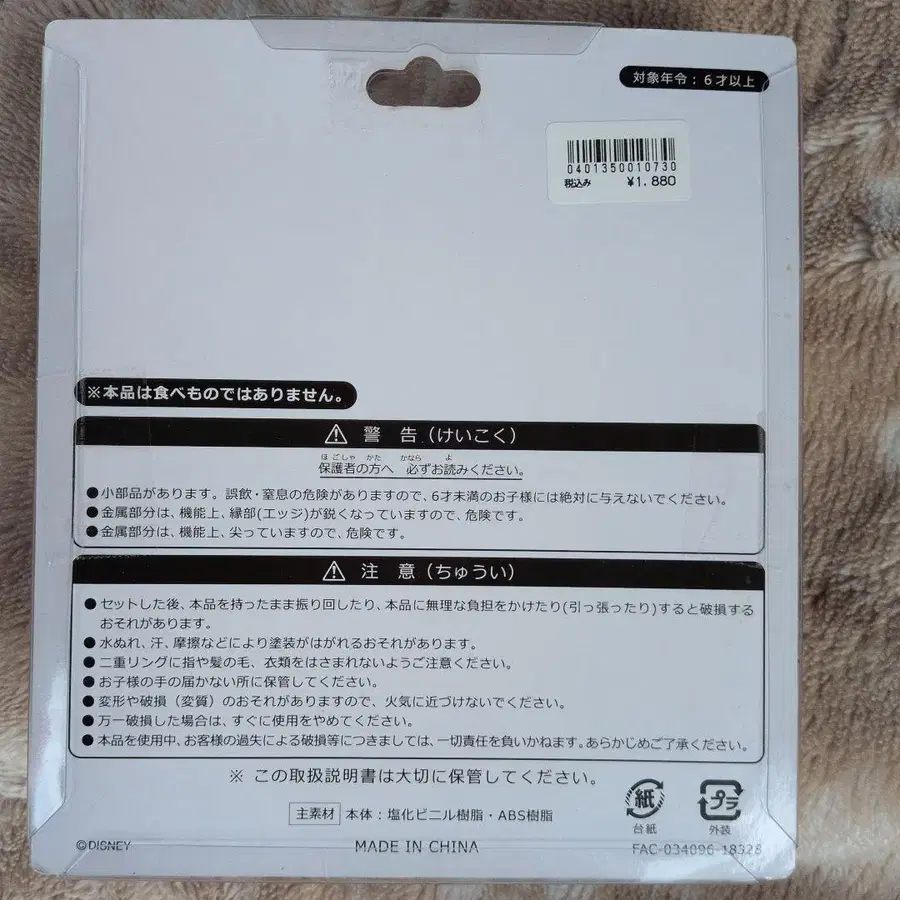 対象年令：6才以上
0401350010730
税込み ¥1,880
※本品は食べものではありません。
⚠ 警 告（けいこく）
ほごしゃ かた かなら よ
保護者の方へ 必ずお読みください。
●小部品があります。誤飲・窒息の危険がありますので、6才未満のお子様には絶対に与えないでください。
●金属部分は、機能上、縁部(エッジ)が鋭くなっていますので、危険です。
●金属部分は、機能上、尖っていますので、危険です。
⚠ 注 意（ちゅうい）
●セットした後、本品を持ったまま振り回したり、本品に無理な負担をかけたり(引っ張ったり)すると破損する
おそれがあります。
●水ぬれ、汗、摩擦などにより塗装がはがれるおそれがあります。
●二重リングに指や髪の毛、衣類をはさまれないようご注意ください。
●お子様の手の届かない所に保管してください。
●変形や破損（変質）のおそれがありますので、火気に近づけないでください。
●万一破損した場合は、すぐに使用をやめてください。
●本品を使用中、お客様の過失による破損等につきましては、一切責任を負いかねます。あらかじめご了承ください。
※ この取扱説明書は大切に保管してください。
主素材 本体：塩化ビニル樹脂・ABS樹脂
紙
台紙
プラ
外装
©DISNEY
MADE IN CHINA
FAC-034096-18328